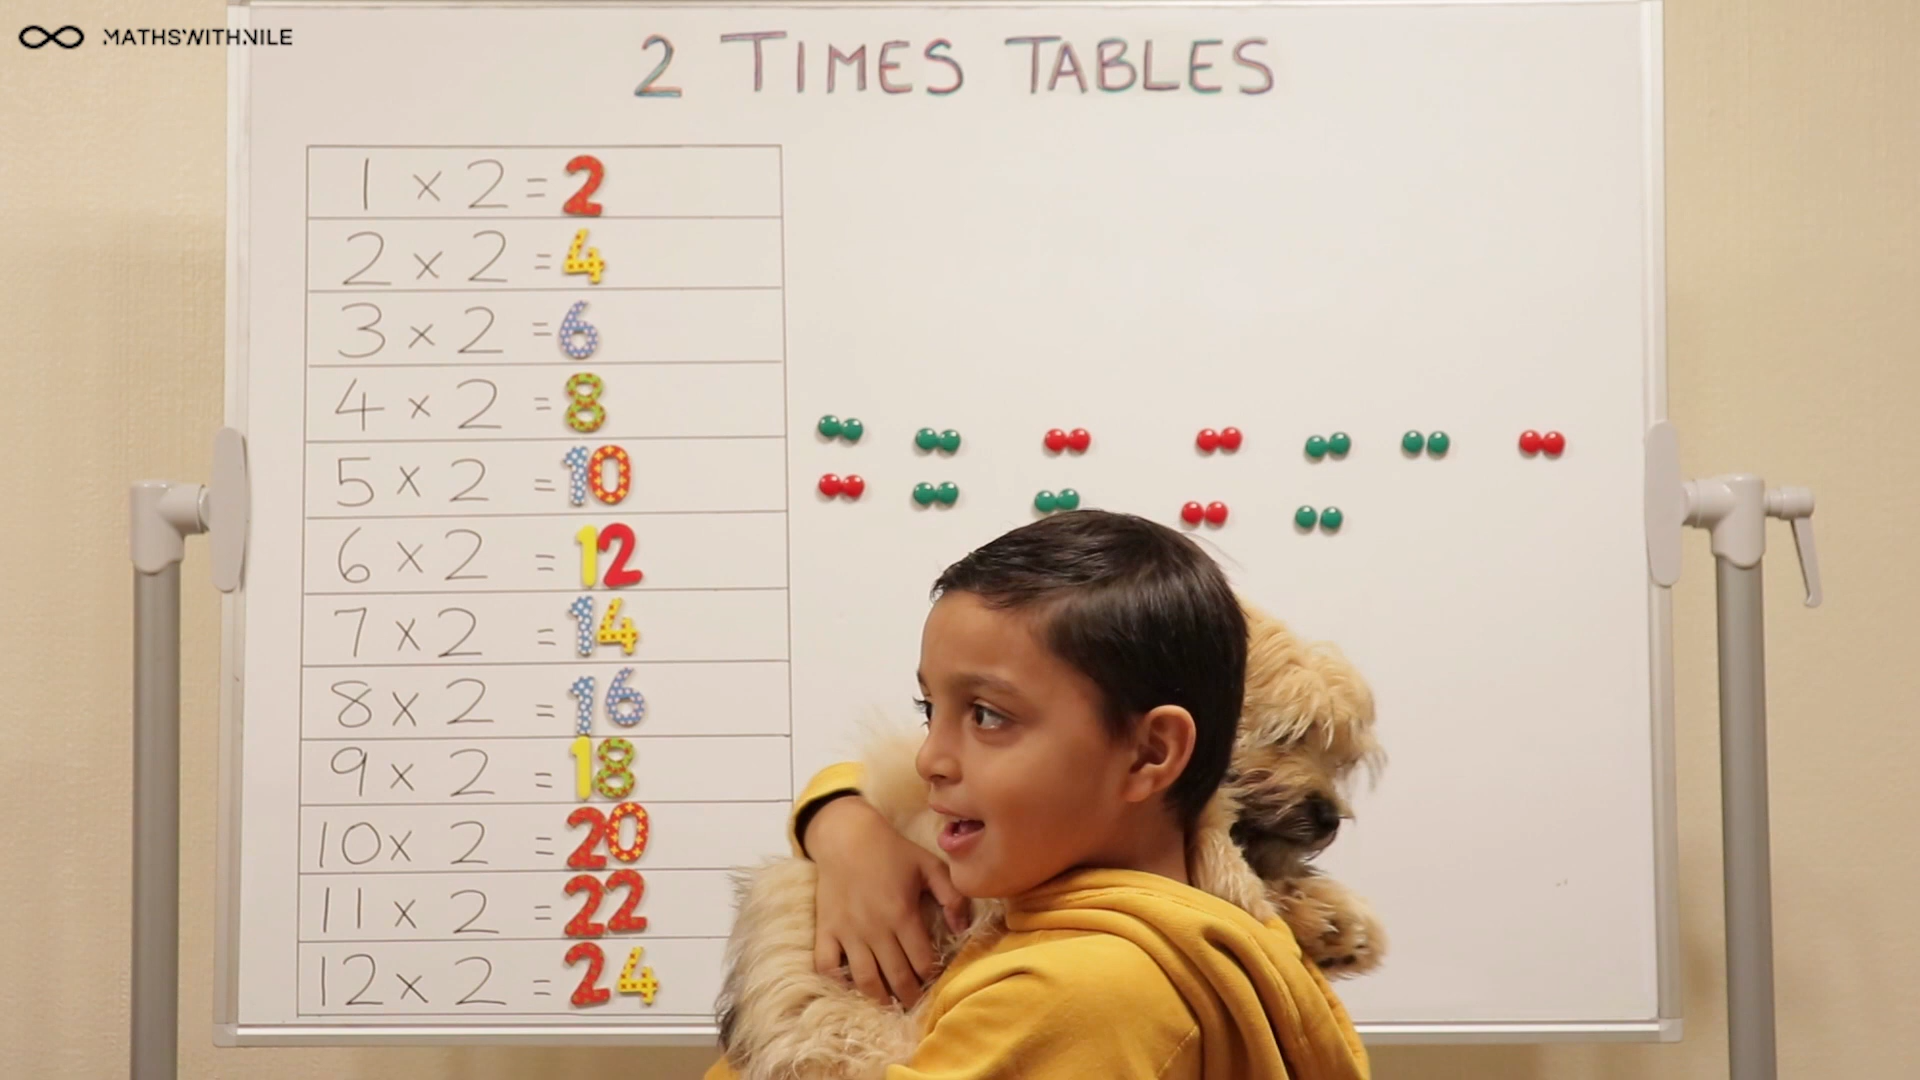 MATHSWITHNILE
2 TIMES TABLES
1 × 2 = 2
2 × 2 = 4
3 × 2 = 6
4 × 2 = 8
5 × 2 = 10
6 × 2 = 12
7 × 2 = 14
8 × 2 = 16
9 × 2 = 18
10 × 2 = 20
11 × 2 = 22
12 × 2 = 24